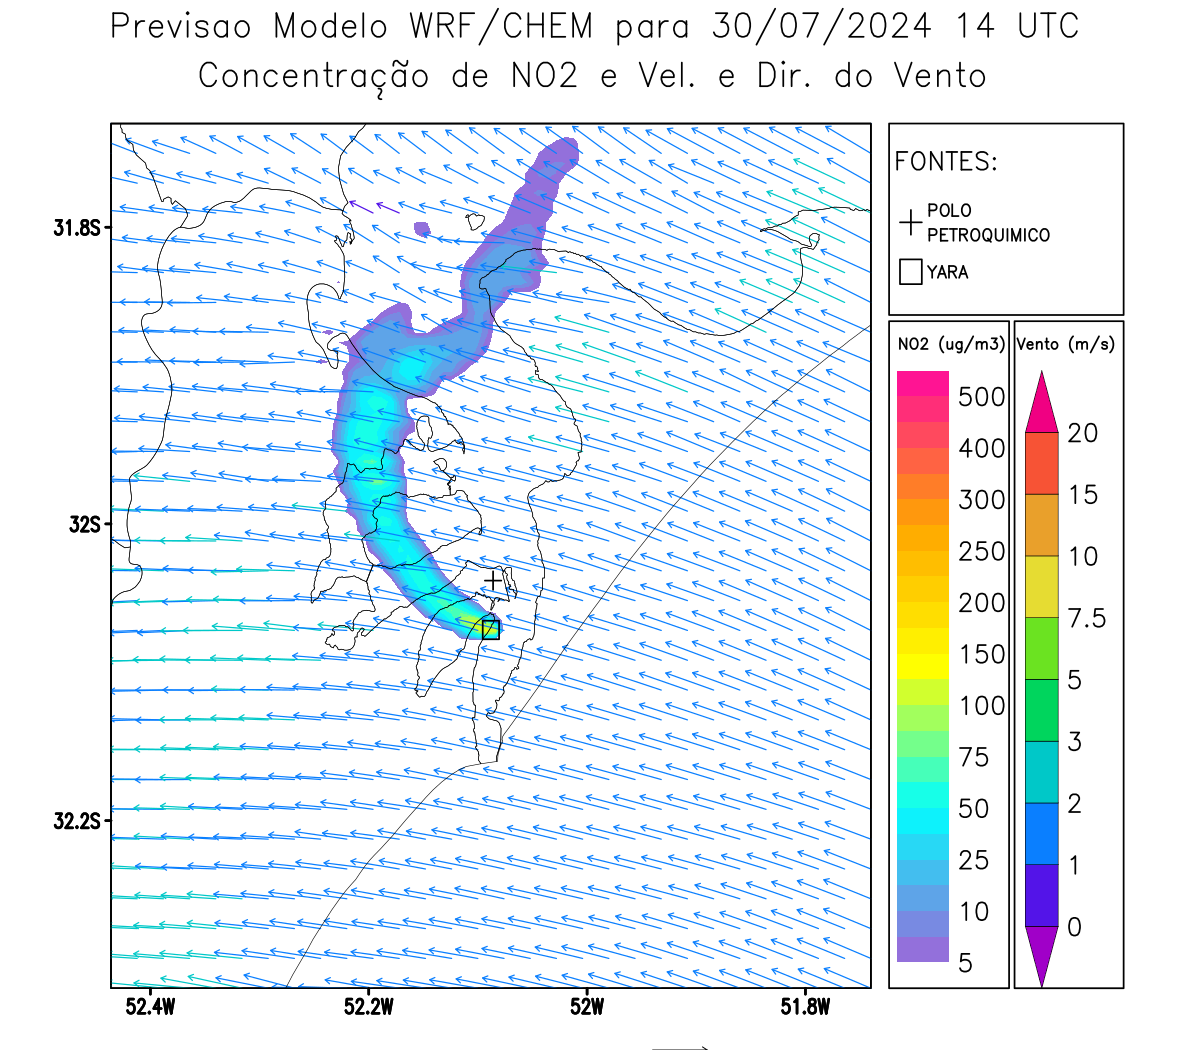 Previsao Modelo WRF/CHEM para 30/07/2024 14 UTC
Concentração de NO2 e Vel. e Dir. do Vento
FONTES:
POLO
PETROQUIMICO
YARA
31.8S
32S
32.2S
52.4W
52.2W
52W
51.8W
NO2 (ug/m3)
500
400
300
250
200
150
100
75
50
25
10
5
Vento (m/s)
20
15
10
7.5
5
3
2
1
0